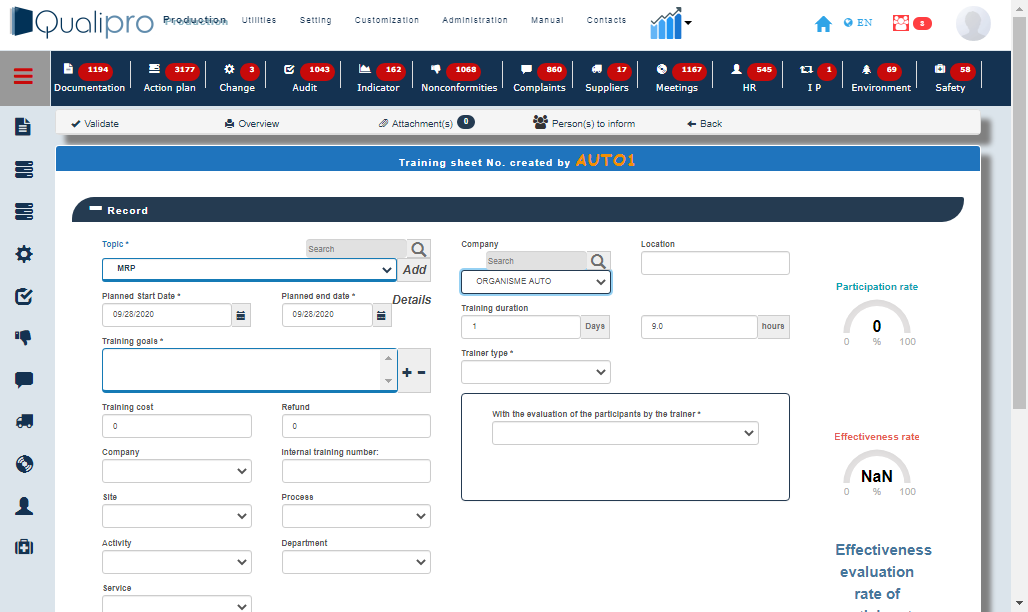 Qualipro Production Utilities Setting Customization Administration Manual Contacts EN 3
1194 3177 3 1043 162 1068 860 17 1167 545 1 69 58
Documentation Action plan Change Audit Indicator Nonconformities Complaints Suppliers Meetings HR I P Environment Safety
Validate Overview Attachment(s) 0 Person(s) to inform Back
Training sheet No. created by AUTO1
Record
Topic * Search
MRP Add
Company Search
ORGANISME AUTO
Location
Planned Start Date * Planned end date * Details
09/28/2020 09/28/2020
Training duration
1 Days 9.0 hours
Participation rate
0
0 % 100
Training goals *
Trainer type *
Training cost Refund
0 0
With the evaluation of the participants by the trainer *
Company Internal training number:
Effectiveness rate
NaN
0 % 100
Site Process
Activity Department
Service
Effectiveness
evaluation
rate of